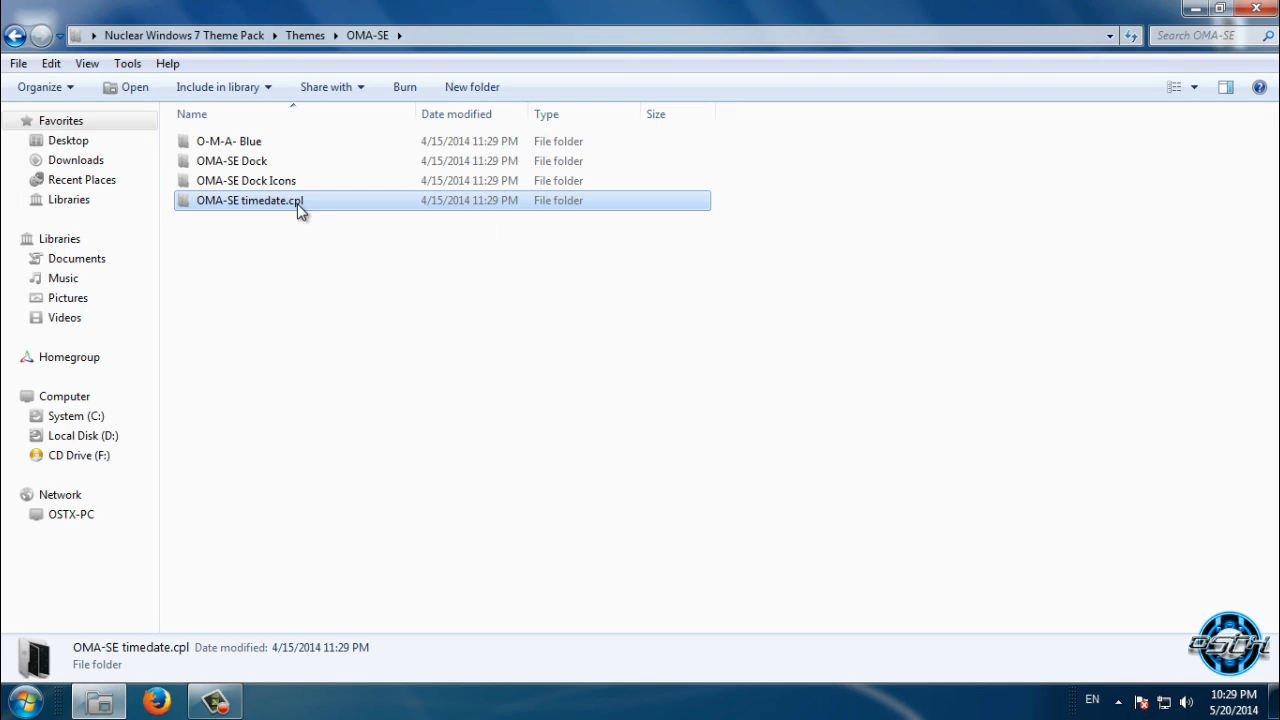 Nuclear Windows 7 Theme Pack Themes OMA-SE Search OMA-SE
File Edit View Tools Help
Organize Open Include in library Share with Burn New folder
Name Date modified Type Size
O-M-A- Blue 4/15/2014 11:29 PM File folder
OMA-SE Dock 4/15/2014 11:29 PM File folder
OMA-SE Dock Icons 4/15/2014 11:29 PM File folder
OMA-SE timedate.cpl 4/15/2014 11:29 PM File folder
Favorites
Desktop
Downloads
Recent Places
Libraries
Libraries
Documents
Music
Pictures
Videos
Homegroup
Computer
System (C:)
Local Disk (D:)
CD Drive (F:)
Network
OSTX-PC
OMA-SE timedate.cpl Date modified: 4/15/2014 11:29 PM
File folder
OSTX
EN 10:29 PM
5/20/2014